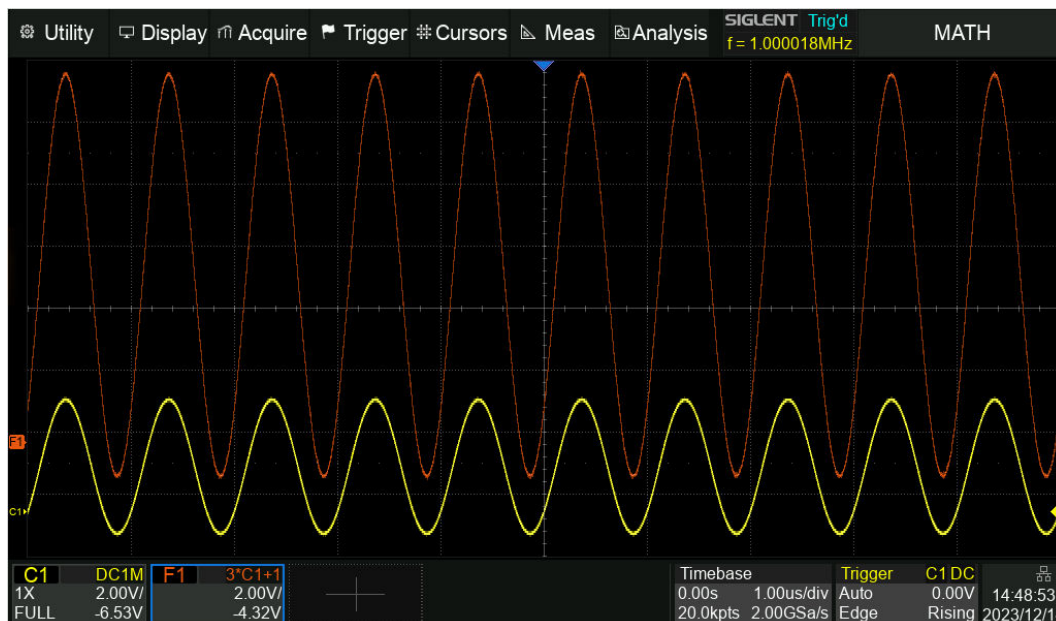 Utility Display Acquire Trigger Cursors Meas Analysis SIGLENT Trig'd MATH
f = 1.000018MHz
F1
C1
C1 DC1M F1 3*C1+1 Timebase Trigger C1 DC
1X 2.00V/ 2.00V/ 0.00s 1.00us/div Auto 0.00V 14:48:53
FULL -6.53V -4.32V 20.0kpts 2.00GSa/s Edge Rising 2023/12/1